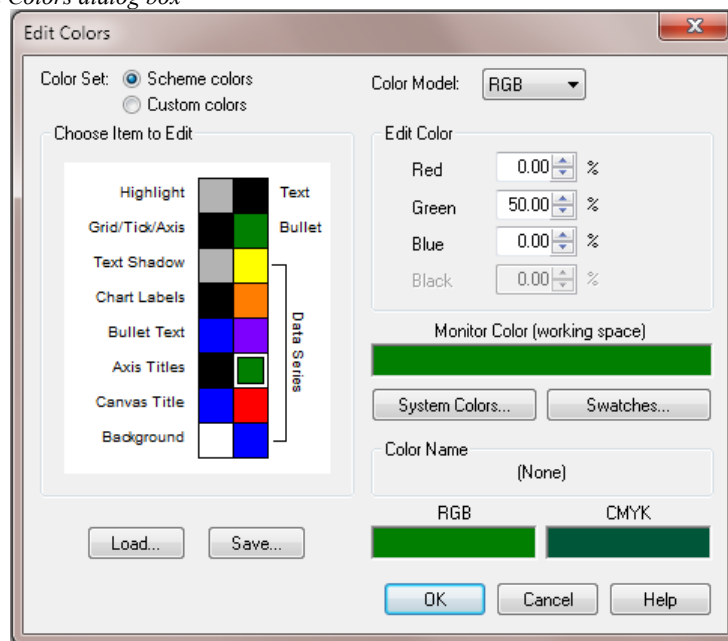 Colors dialog box
Edit Colors
Color Set: Scheme colors
Custom colors
Color Model: RGB
Choose Item to Edit
Highlight Text
Grid/Tick/Axis Bullet
Text Shadow
Chart Labels
Bullet Text
Axis Titles
Canvas Title
Background
Data Series
Load... Save...
Edit Color
Red 0.00 %
Green 50.00 %
Blue 0.00 %
Black 0.00 %
Monitor Color (working space)
System Colors... Swatches...
Color Name
(None)
RGB CMYK
OK Cancel Help